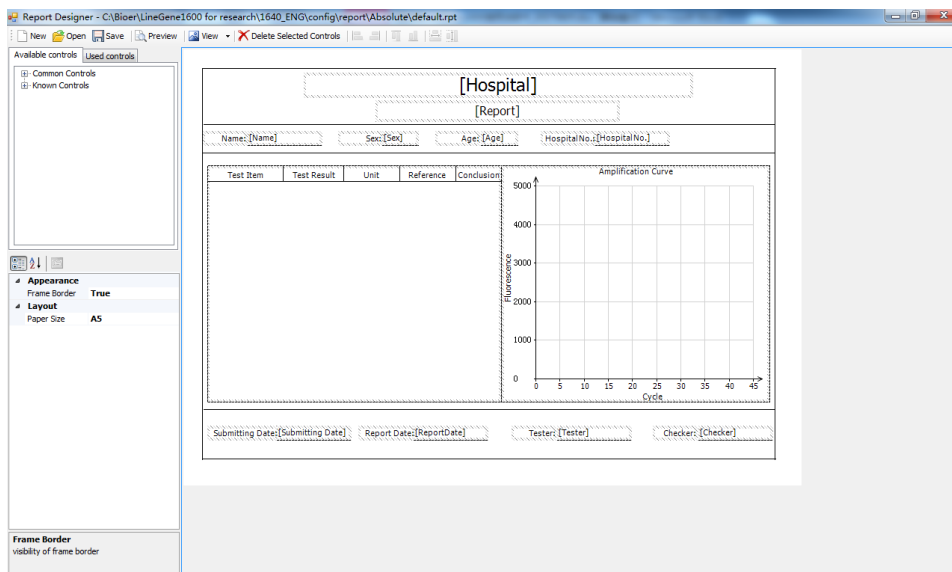 Report Designer - C:\Bioer\LineGene1600 for research\1640_ENG\config\report\Absolute\default.rpt
New Open Save Preview View Delete Selected Controls
Available controls Used controls
Common Controls
Known Controls
Appearance
Frame Border True
Layout
Paper Size A5
Frame Border
visibility of frame border
[Hospital]
[Report]
Name: [Name] Sex: [Sex] Age: [Age] Hospital No.: [Hospital No.]
Test Item Test Result Unit Reference Conclusion
Amplification Curve
5000
4000
3000
2000
1000
0
Fluorescence
0 5 10 15 20 25 30 35 40 45
Cycle
Submitting Date: [Submitting Date] Report Date: [ReportDate] Tester: [Tester] Checker: [Checker]